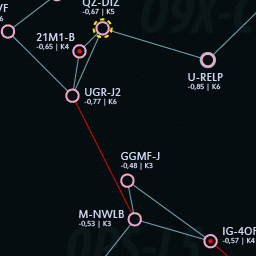 QZ-DIZ
-0,67 | K5
21M1-B
-0,65 | K4
U-RELP
-0,85 | K6
UGR-J2
-0,77 | K6
GGMF-J
-0,48 | K3
M-NWLB
-0,53 | K3
IG-4OF
-0,57 | K4